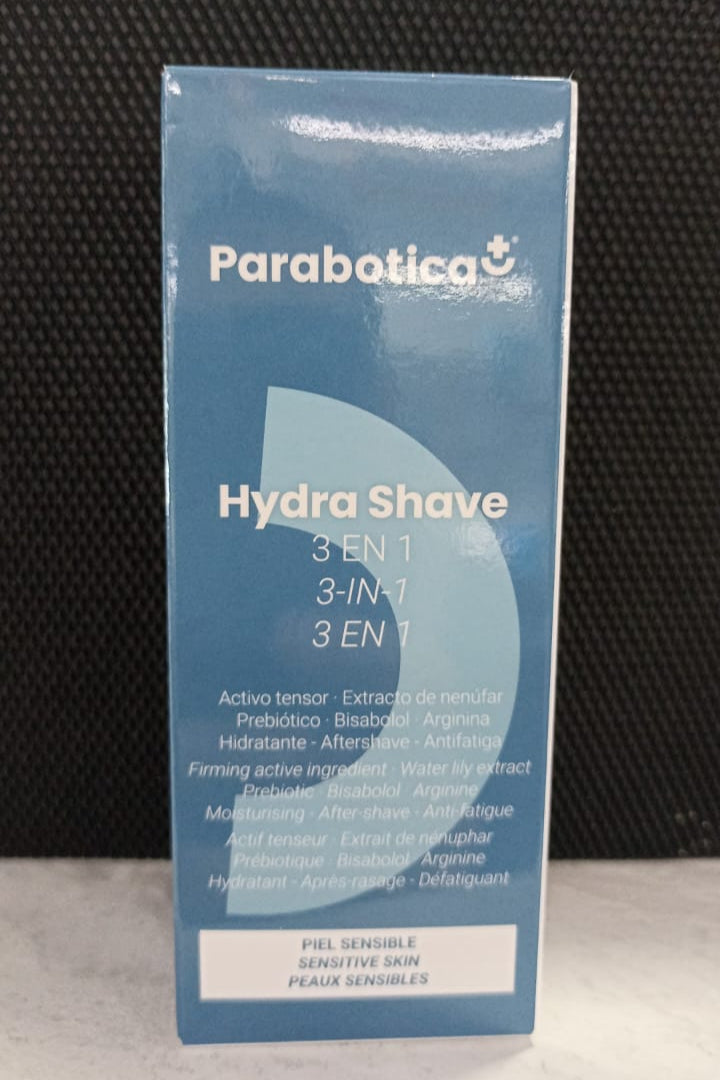 Parabotica
Hydra Shave
3 EN 1
3-IN-1
3 EN 1
Activo tensor · Extracto de nenúfar
Prebiótico · Bisabolol · Arginina
Hidratante - Aftershave - Antifatiga
Firming active ingredient · Water lily extract
Prebiotic · Bisabolol · Arginine
Moisturising - After-shave - Anti-fatigue
Actif tenseur · Extrait de nénuphar
Prébiotique · Bisabolol · Arginine
Hydratant - Après-rasage - Défatiguant
PIEL SENSIBLE
SENSITIVE SKIN
PEAUX SENSIBLES